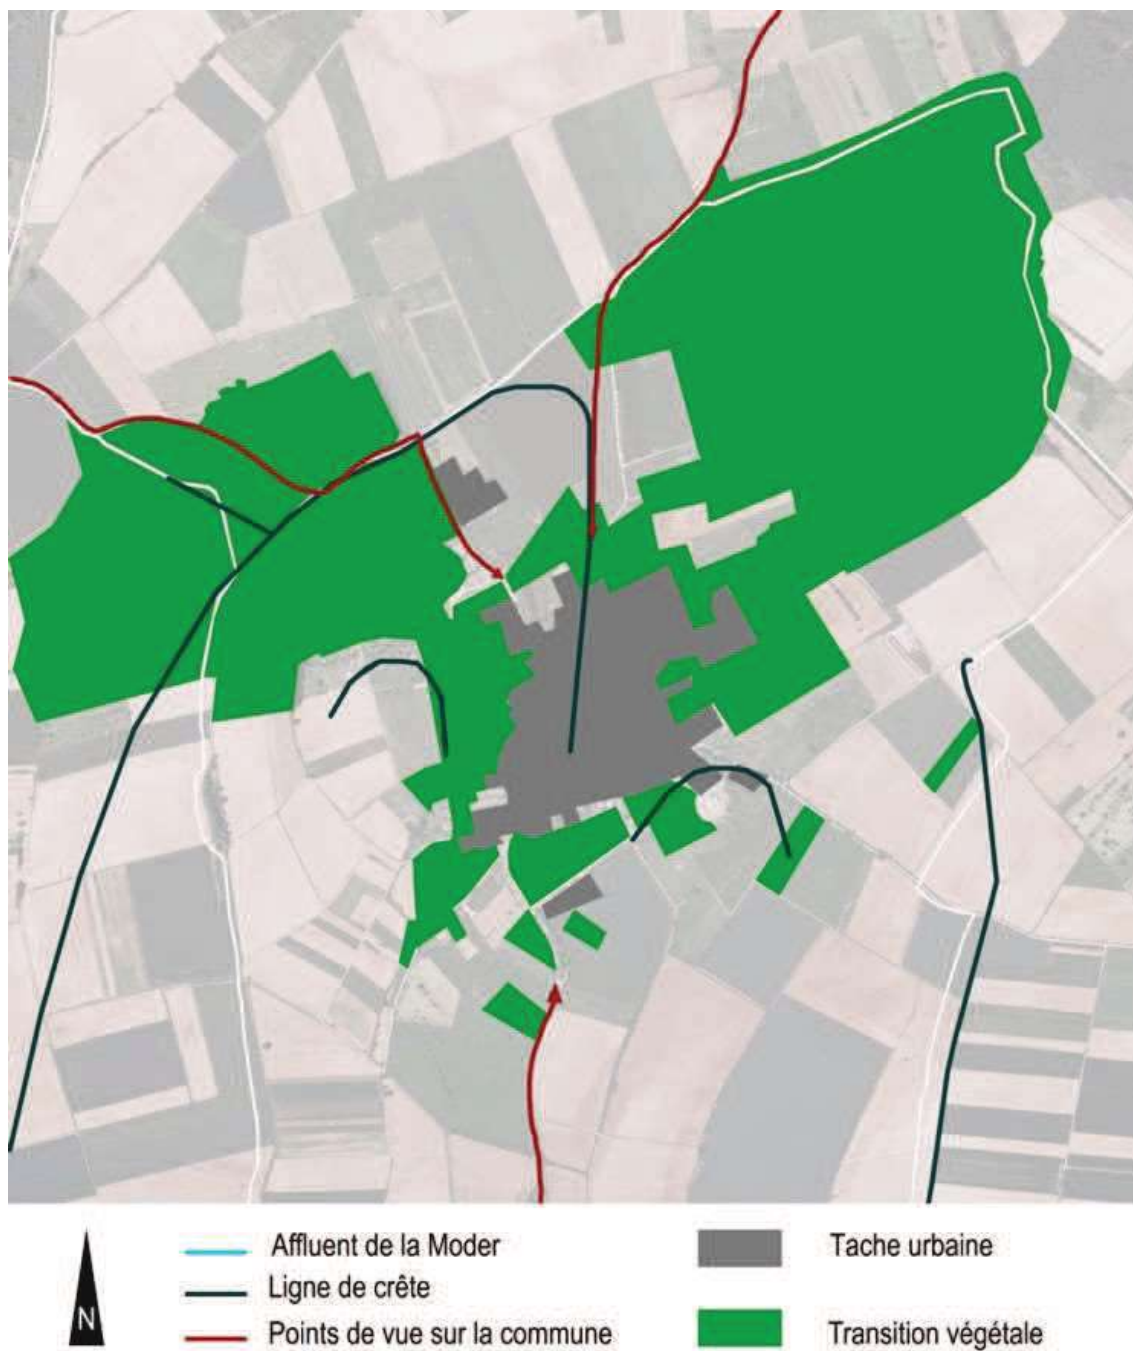 Affluent de la Moder
Ligne de crête
Points de vue sur la commune
N
Tache urbaine
Transition végétale